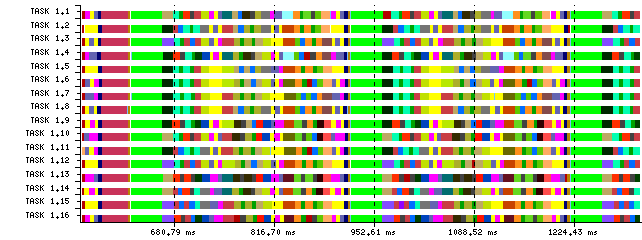 TASK 1.1
TASK 1.2
TASK 1.3
TASK 1.4
TASK 1.5
TASK 1.6
TASK 1.7
TASK 1.8
TASK 1.9
TASK 1.10
TASK 1.11
TASK 1.12
TASK 1.13
TASK 1.14
TASK 1.15
TASK 1.16
680,79 ms 816,70 ms 952,61 ms 1088,52 ms 1224,43 ms